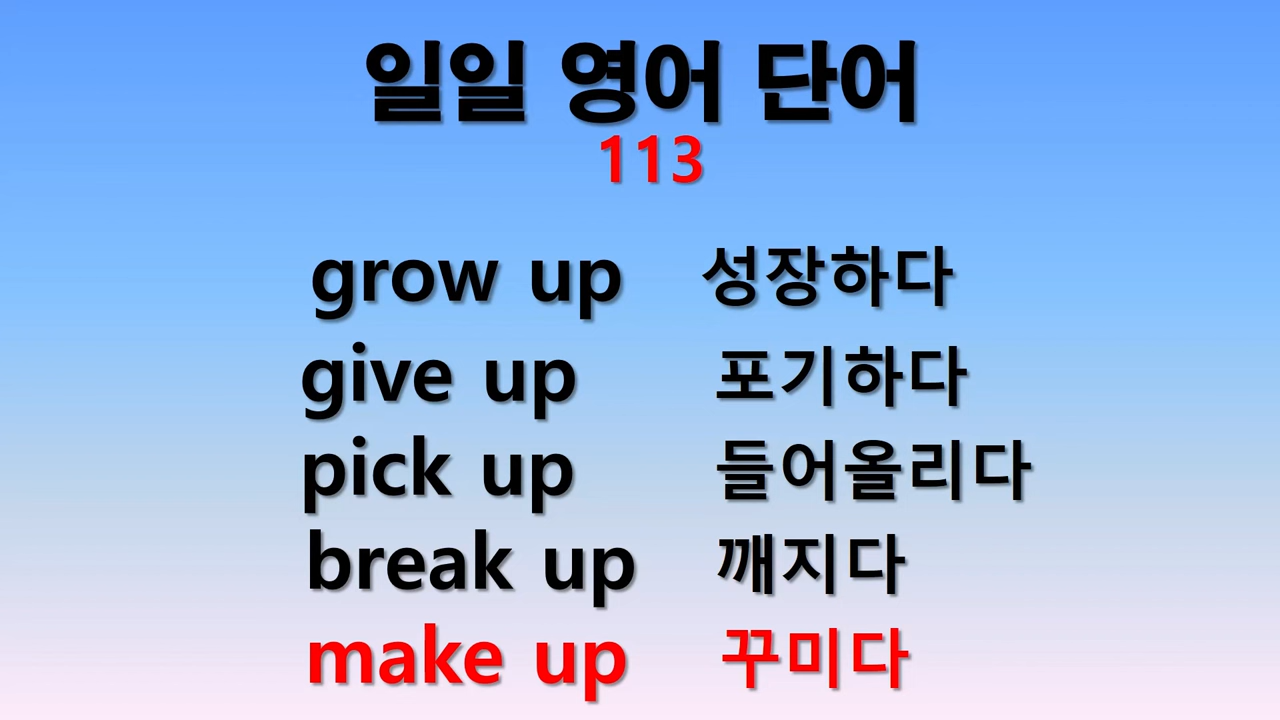 일일 영어 단어
113
grow up 성장하다
give up 포기하다
pick up 들어올리다
break up 깨지다
make up 꾸미다